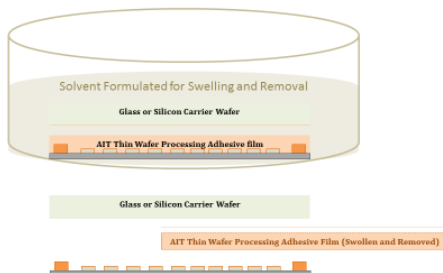 Solvent Formulated for Swelling and Removal
Glass or Silicon Carrier Wafer
AIT Thin Wafer Processing Adhesive film
Glass or Silicon Carrier Wafer
AIT Thin Wafer Processing Adhesive Film (Swollen and Removed)